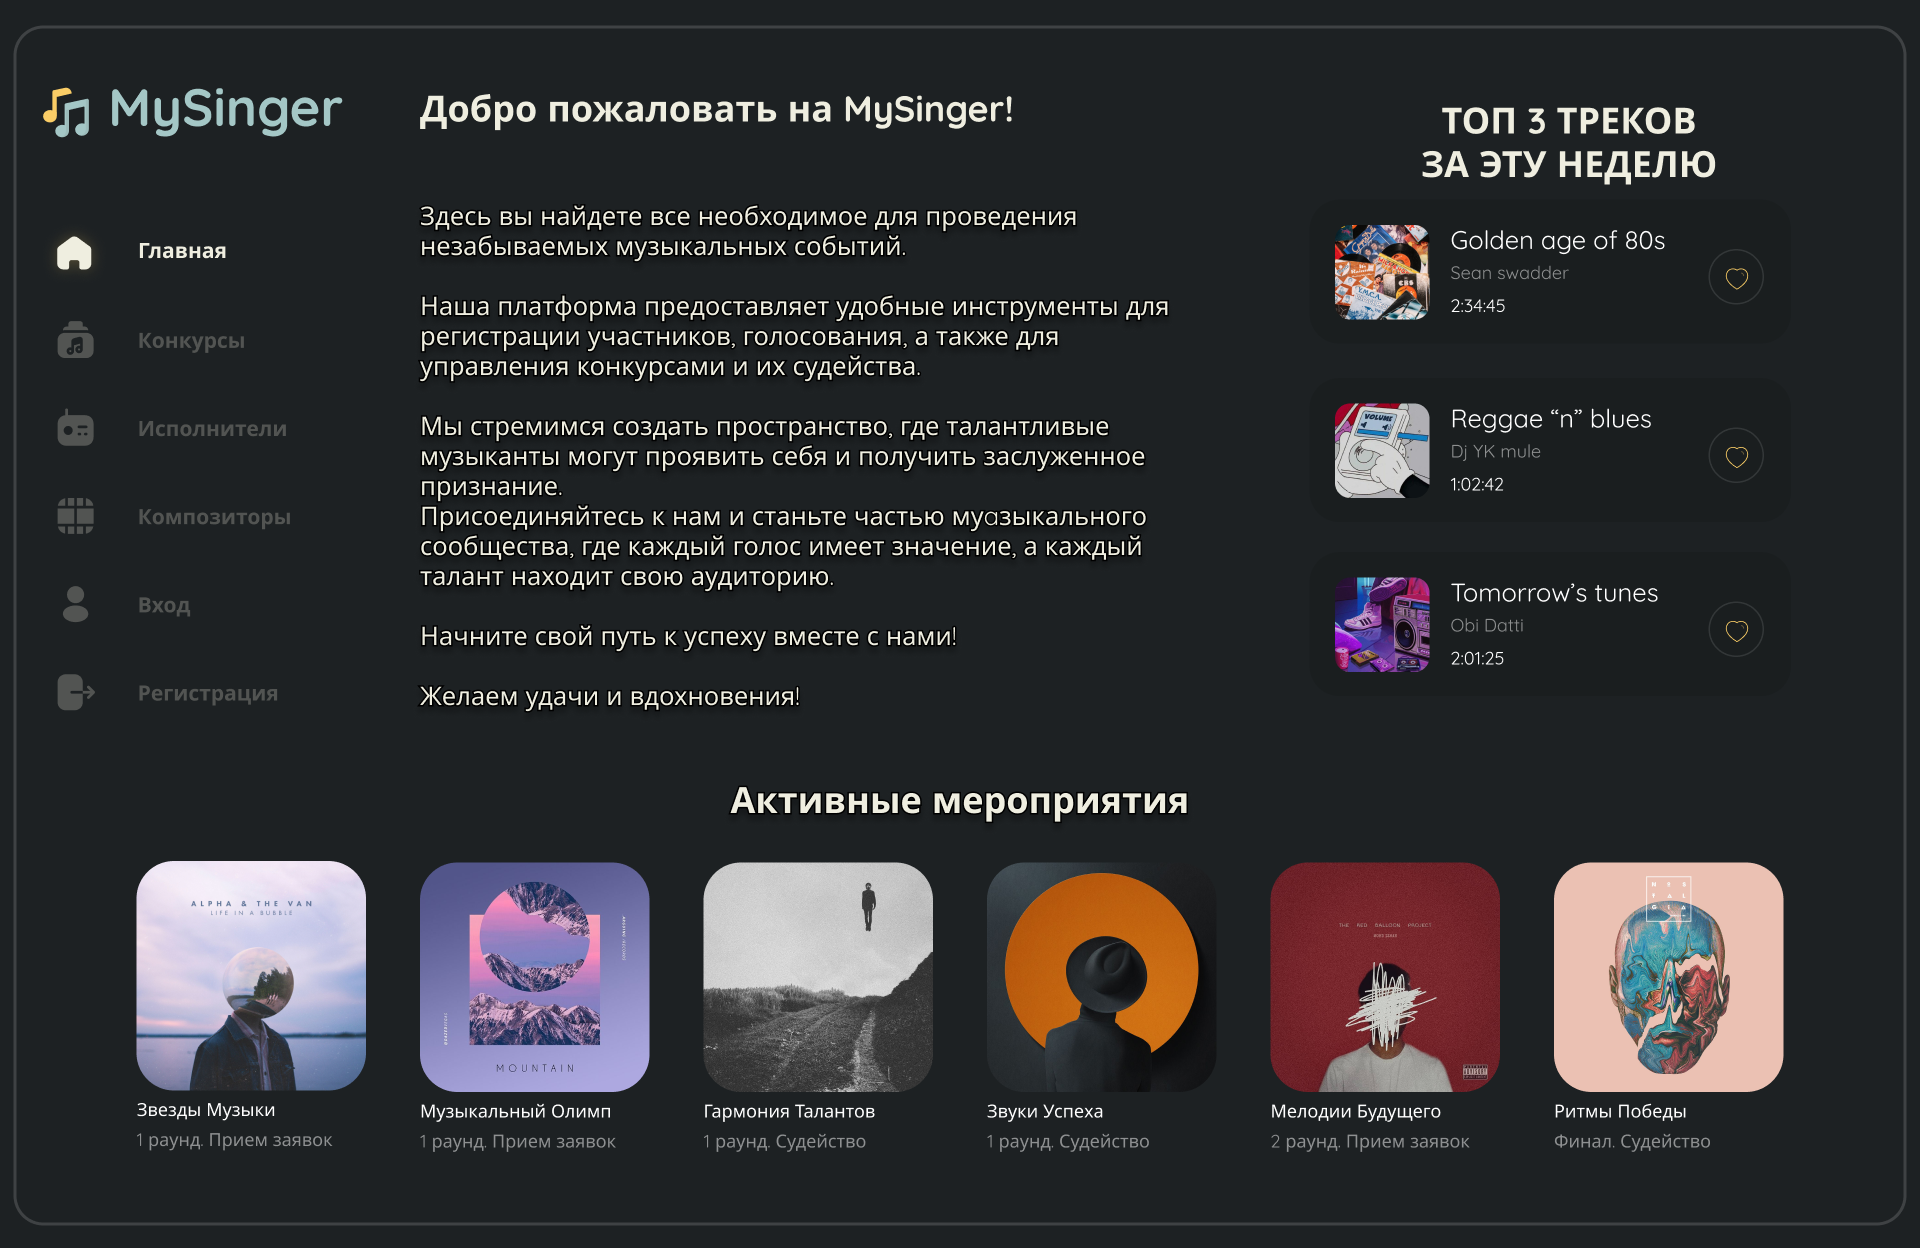 MySinger
Главная
Конкурсы
Исполнители
Композиторы
Вход
Регистрация
Добро пожаловать на MySinger!
Здесь вы найдете все необходимое для проведения
незабываемых музыкальных событий.
Наша платформа предоставляет удобные инструменты для
регистрации участников, голосования, а также для
управления конкурсами и их судейства.
Мы стремимся создать пространство, где талантливые
музыканты могут проявить себя и получить заслуженное
признание.
Присоединяйтесь к нам и станьте частью муaзыкального
сообщества, где каждый голос имеет значение, а каждый
талант находит свою аудиторию.
Начните свой путь к успеху вместе с нами!
Желаем удачи и вдохновения!
ТОП 3 ТРЕКОВ
ЗА ЭТУ НЕДЕЛЮ
Golden age of 80s
Sean swadder
2:34:45
VOLUME
Reggae “n” blues
Dj YK mule
1:02:42
Tomorrow’s tunes
Obi Datti
2:01:25
Активные мероприятия
ALPHA & THE VAN
LIFE IN A BUBBLE
Звезды Музыки
1 раунд. Прием заявок
MOUNTAIN
Музыкальный Олимп
1 раунд. Прием заявок
Гармония Талантов
1 раунд. Судейство
Звуки Успеха
1 раунд. Судейство
THE RED BALLOON PROJECT
Мелодии Будущего
2 раунд. Прием заявок
Ритмы Победы
Финал. Судейство